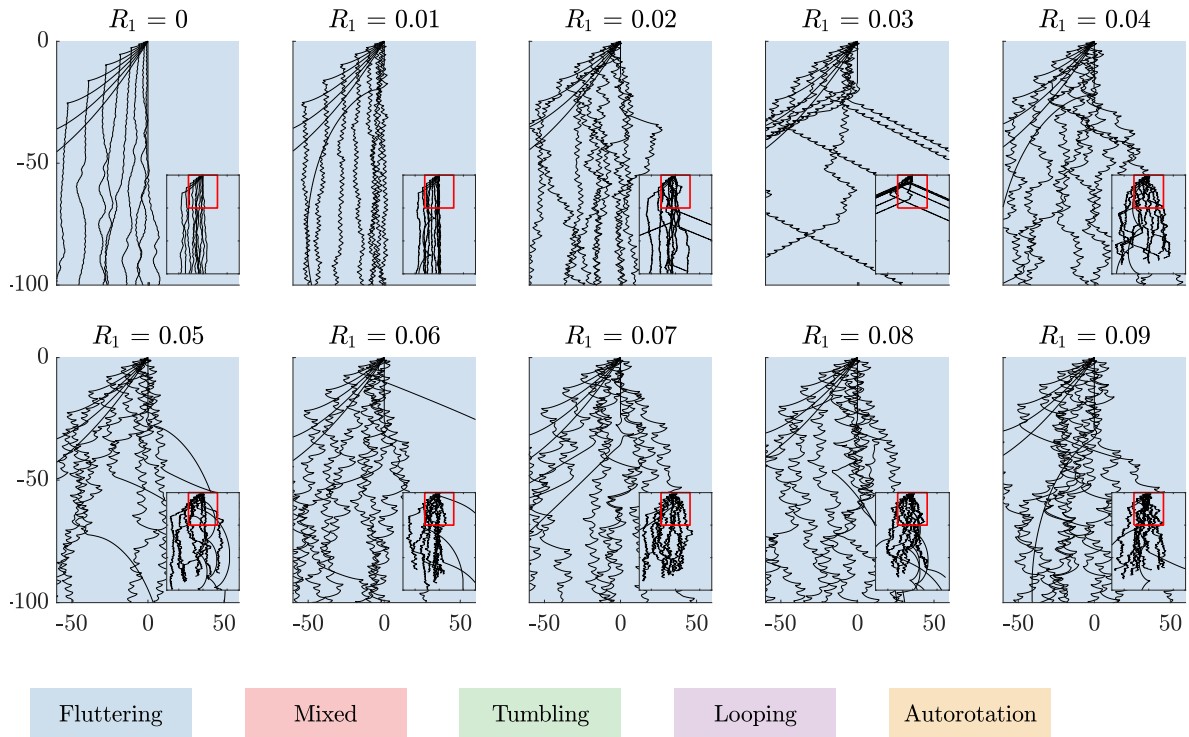 R₁ = 0 R₁ = 0.01 R₁ = 0.02 R₁ = 0.03 R₁ = 0.04
0
-50
-100
R₁ = 0.05 R₁ = 0.06 R₁ = 0.07 R₁ = 0.08 R₁ = 0.09
0
-50
-100
-50 0 50 -50 0 50 -50 0 50 -50 0 50 -50 0 50
Fluttering Mixed Tumbling Looping Autorotation